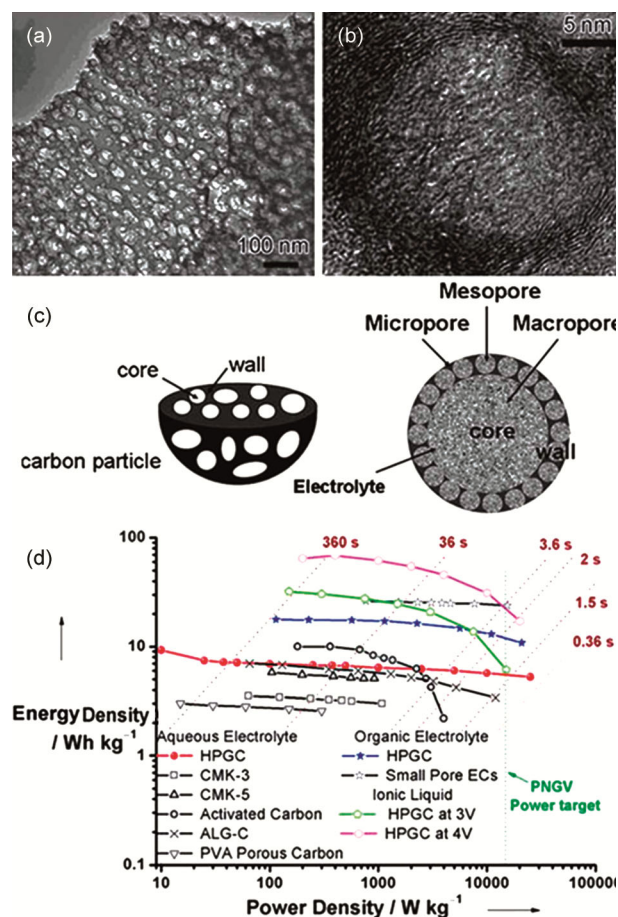 (a)
100 nm
(b)
5 nm
(c)
core
wall
carbon particle
Mesopore
Micropore
Macropore
core
wall
Electrolyte
(d)
360 s
36 s
3.6 s
2 s
1.5 s
0.36 s
100
10
1
0.1
Energy Density
/ Wh kg⁻¹
Aqueous Electrolyte
HPGC
CMK-3
CMK-5
Activated Carbon
ALG-C
PVA Porous Carbon
Organic Electrolyte
HPGC
Small Pore ECs
Ionic Liquid
HPGC at 3V
HPGC at 4V
PNGV
Power target
10
100
1000
10000
100000
Power Density / W kg⁻¹